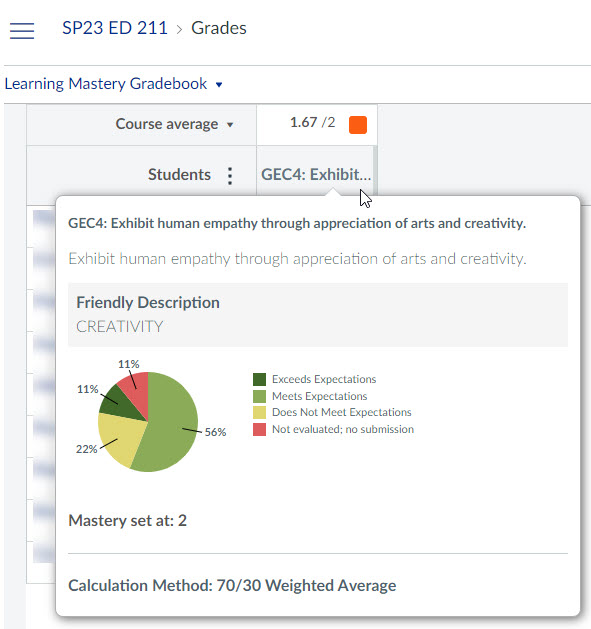 SP23 ED 211 > Grades
Learning Mastery Gradebook
Course average 1.67 /2
Students GEC4: Exhibit...
GEC4: Exhibit human empathy through appreciation of arts and creativity.
Exhibit human empathy through appreciation of arts and creativity.
Friendly Description
CREATIVITY
11%
11%
56%
22%
Exceeds Expectations
Meets Expectations
Does Not Meet Expectations
Not evaluated; no submission
Mastery set at: 2
Calculation Method: 70/30 Weighted Average